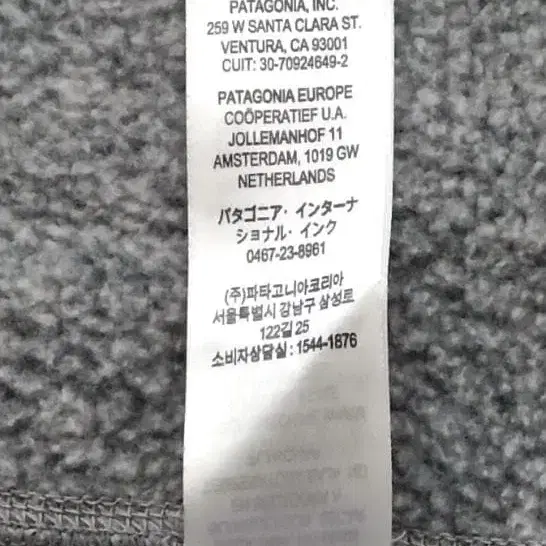 PATAGONIA, INC.
259 W SANTA CLARA ST.
VENTURA, CA 93001
CUIT: 30-70924649-2
PATAGONIA EUROPE
COÖPERATIEF U.A.
JOLLEMANHOF 11
AMSTERDAM, 1019 GW
NETHERLANDS
パタゴニア・インターナ
ショナル・インク
0467-23-8961
(주)파타고니아코리아
서울특별시 강남구 삼성로
122길 25
소비자상담실 : 1544-1876